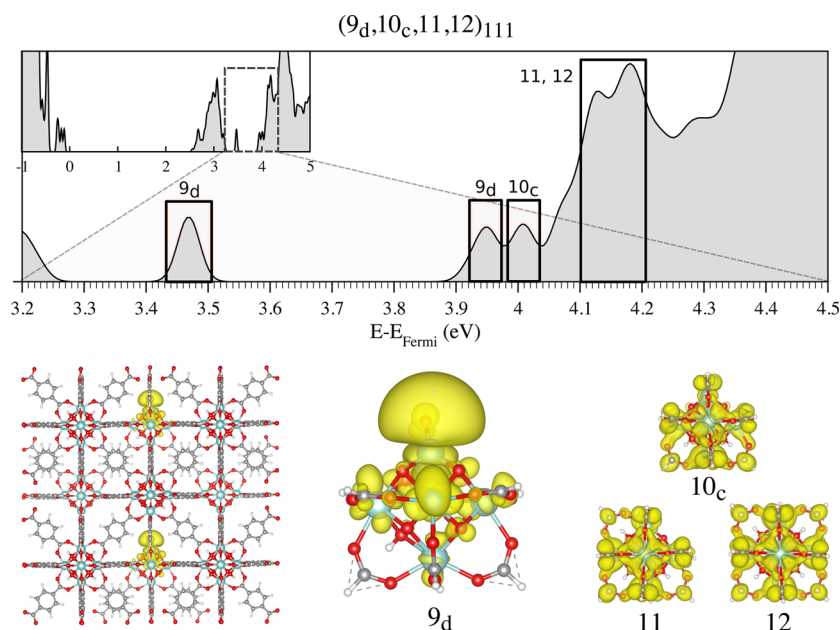 (9d,10c,11,12)111
11, 12
-1 0 1 2 3 4 5
9d 9d 10c
3.2 3.3 3.4 3.5 3.6 3.7 3.8 3.9 4 4.1 4.2 4.3 4.4 4.5
E-EFermi (eV)
10c
9d 11 12